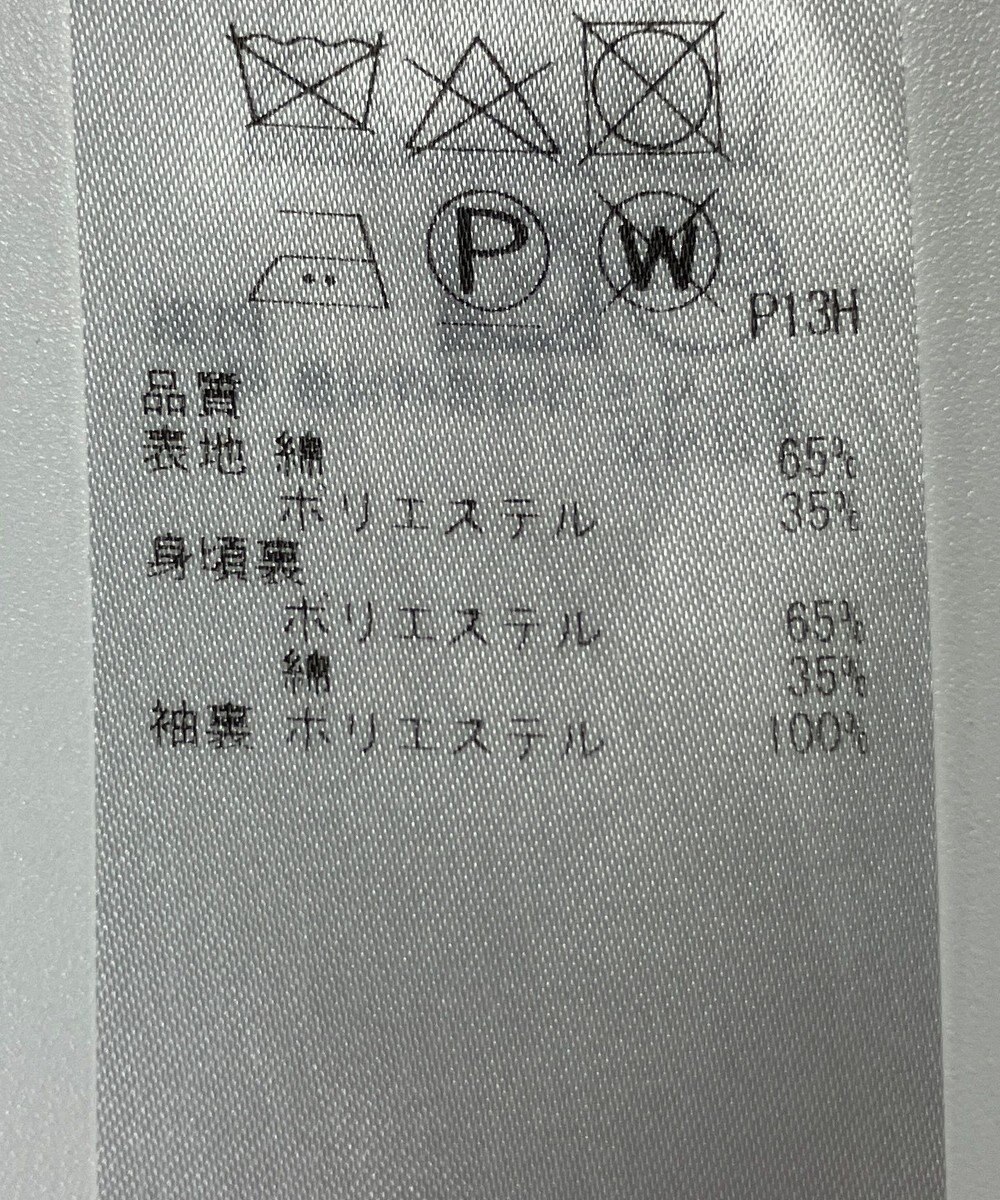 P W P13H
品質
表地 綿 65%
ポリエステル 35%
身頃裏
ポリエステル 65%
綿 35%
袖裏 ポリエステル 100%